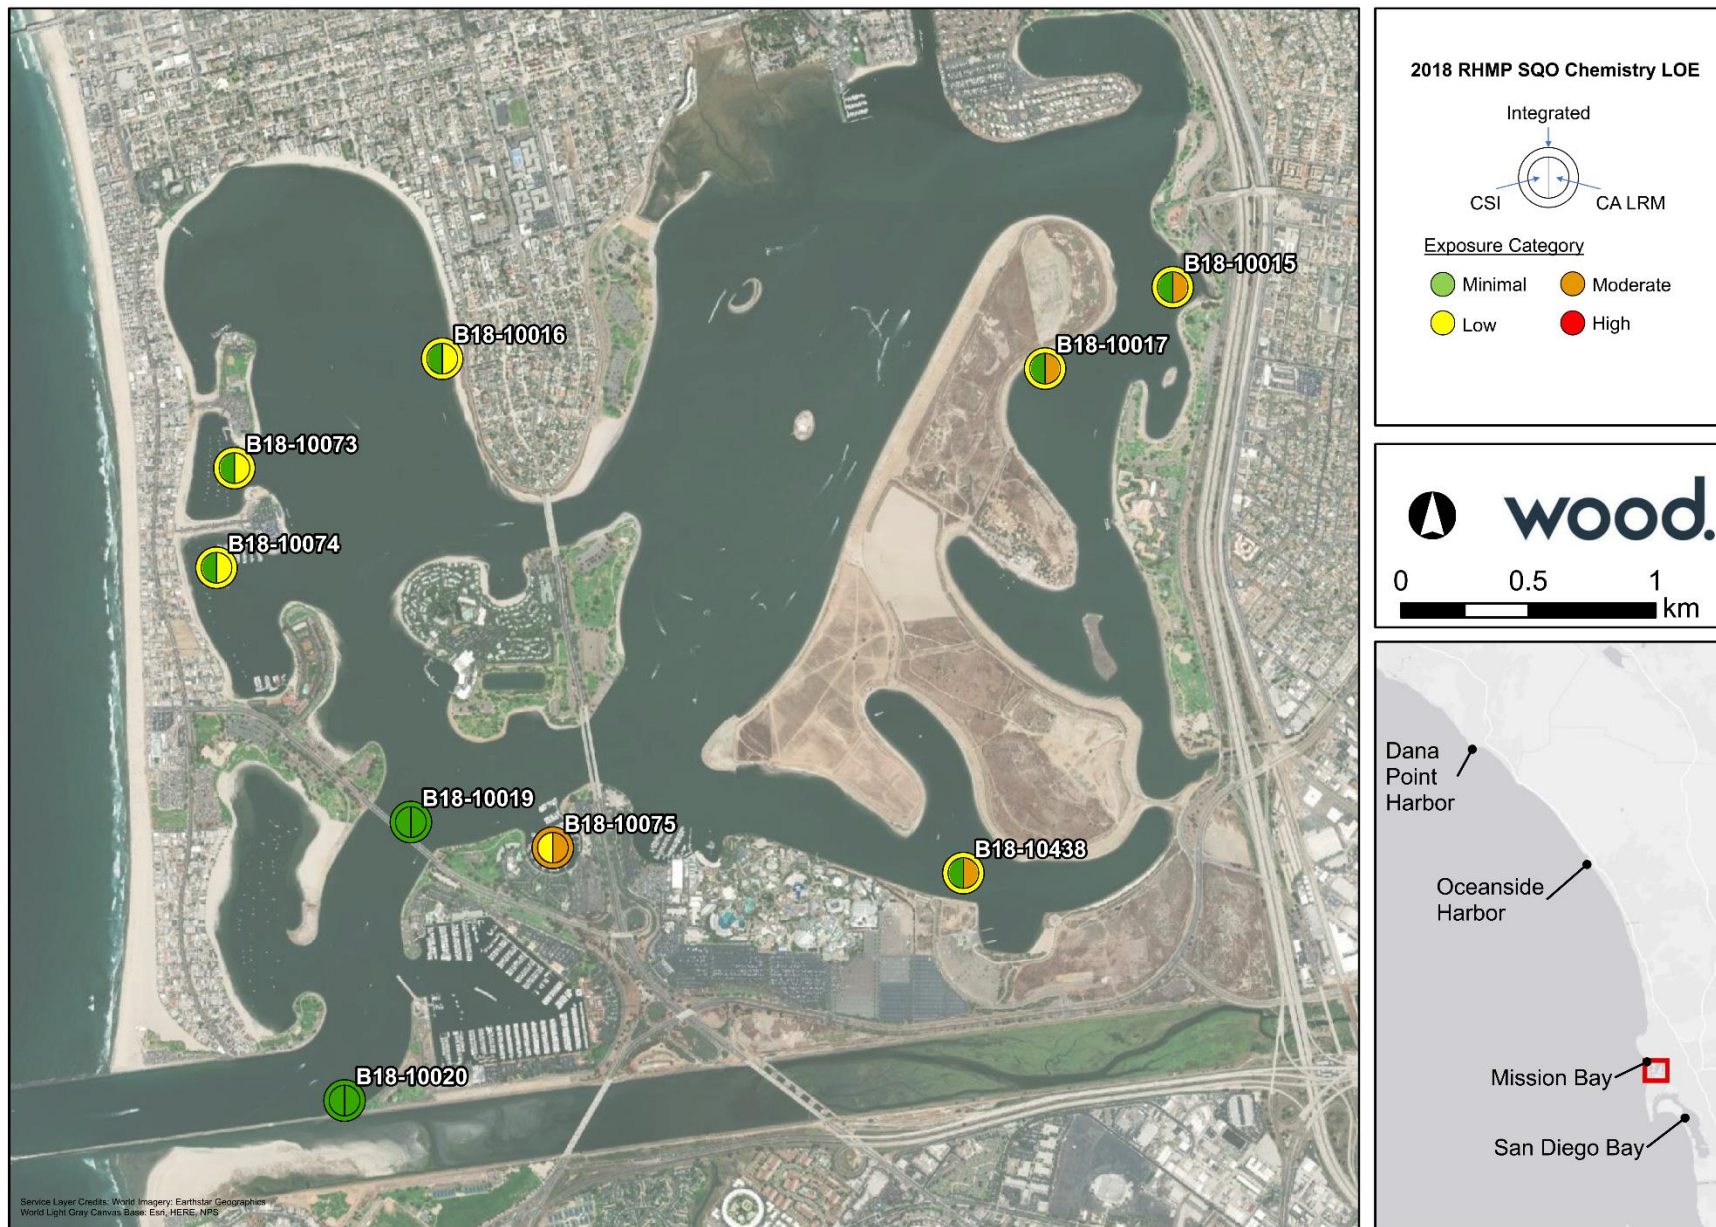 B18-10015
B18-10016
B18-10017
B18-10073
B18-10074
B18-10019
B18-10075
B18-10438
B18-10020
Service Layer Credits: World Imagery: Earthstar Geographics
World Light Gray Canvas Base: Esri, HERE, NPS
2018 RHMP SQO Chemistry LOE
Integrated
CSI
CA LRM
Exposure Category
Minimal
Moderate
Low
High
wood.
0 0.5 1
km
Dana
Point
Harbor
Oceanside
Harbor
Mission Bay
San Diego Bay